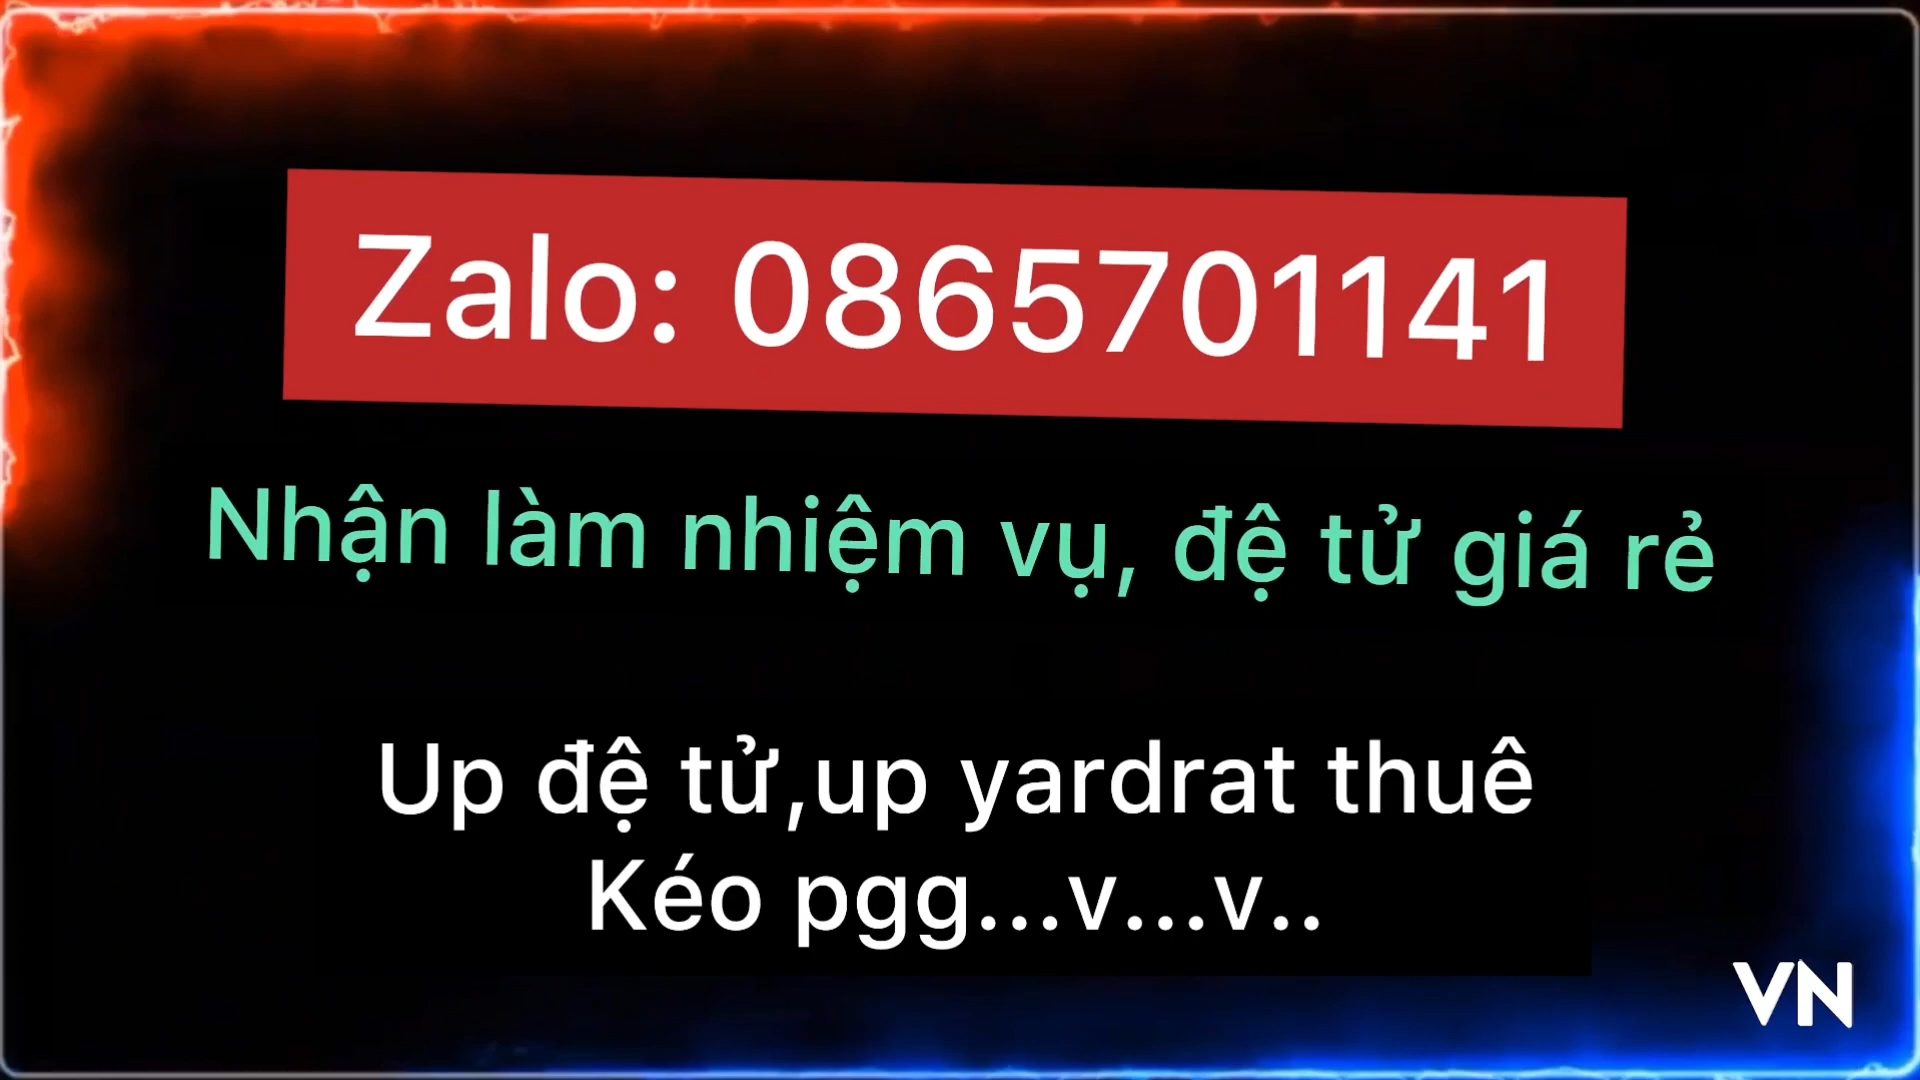 Zalo: 0865701141
Nhận làm nhiệm vụ, đệ tử giá rẻ
Up đệ tử,up yardrat thuê
Kéo pgg...v...v..
VN